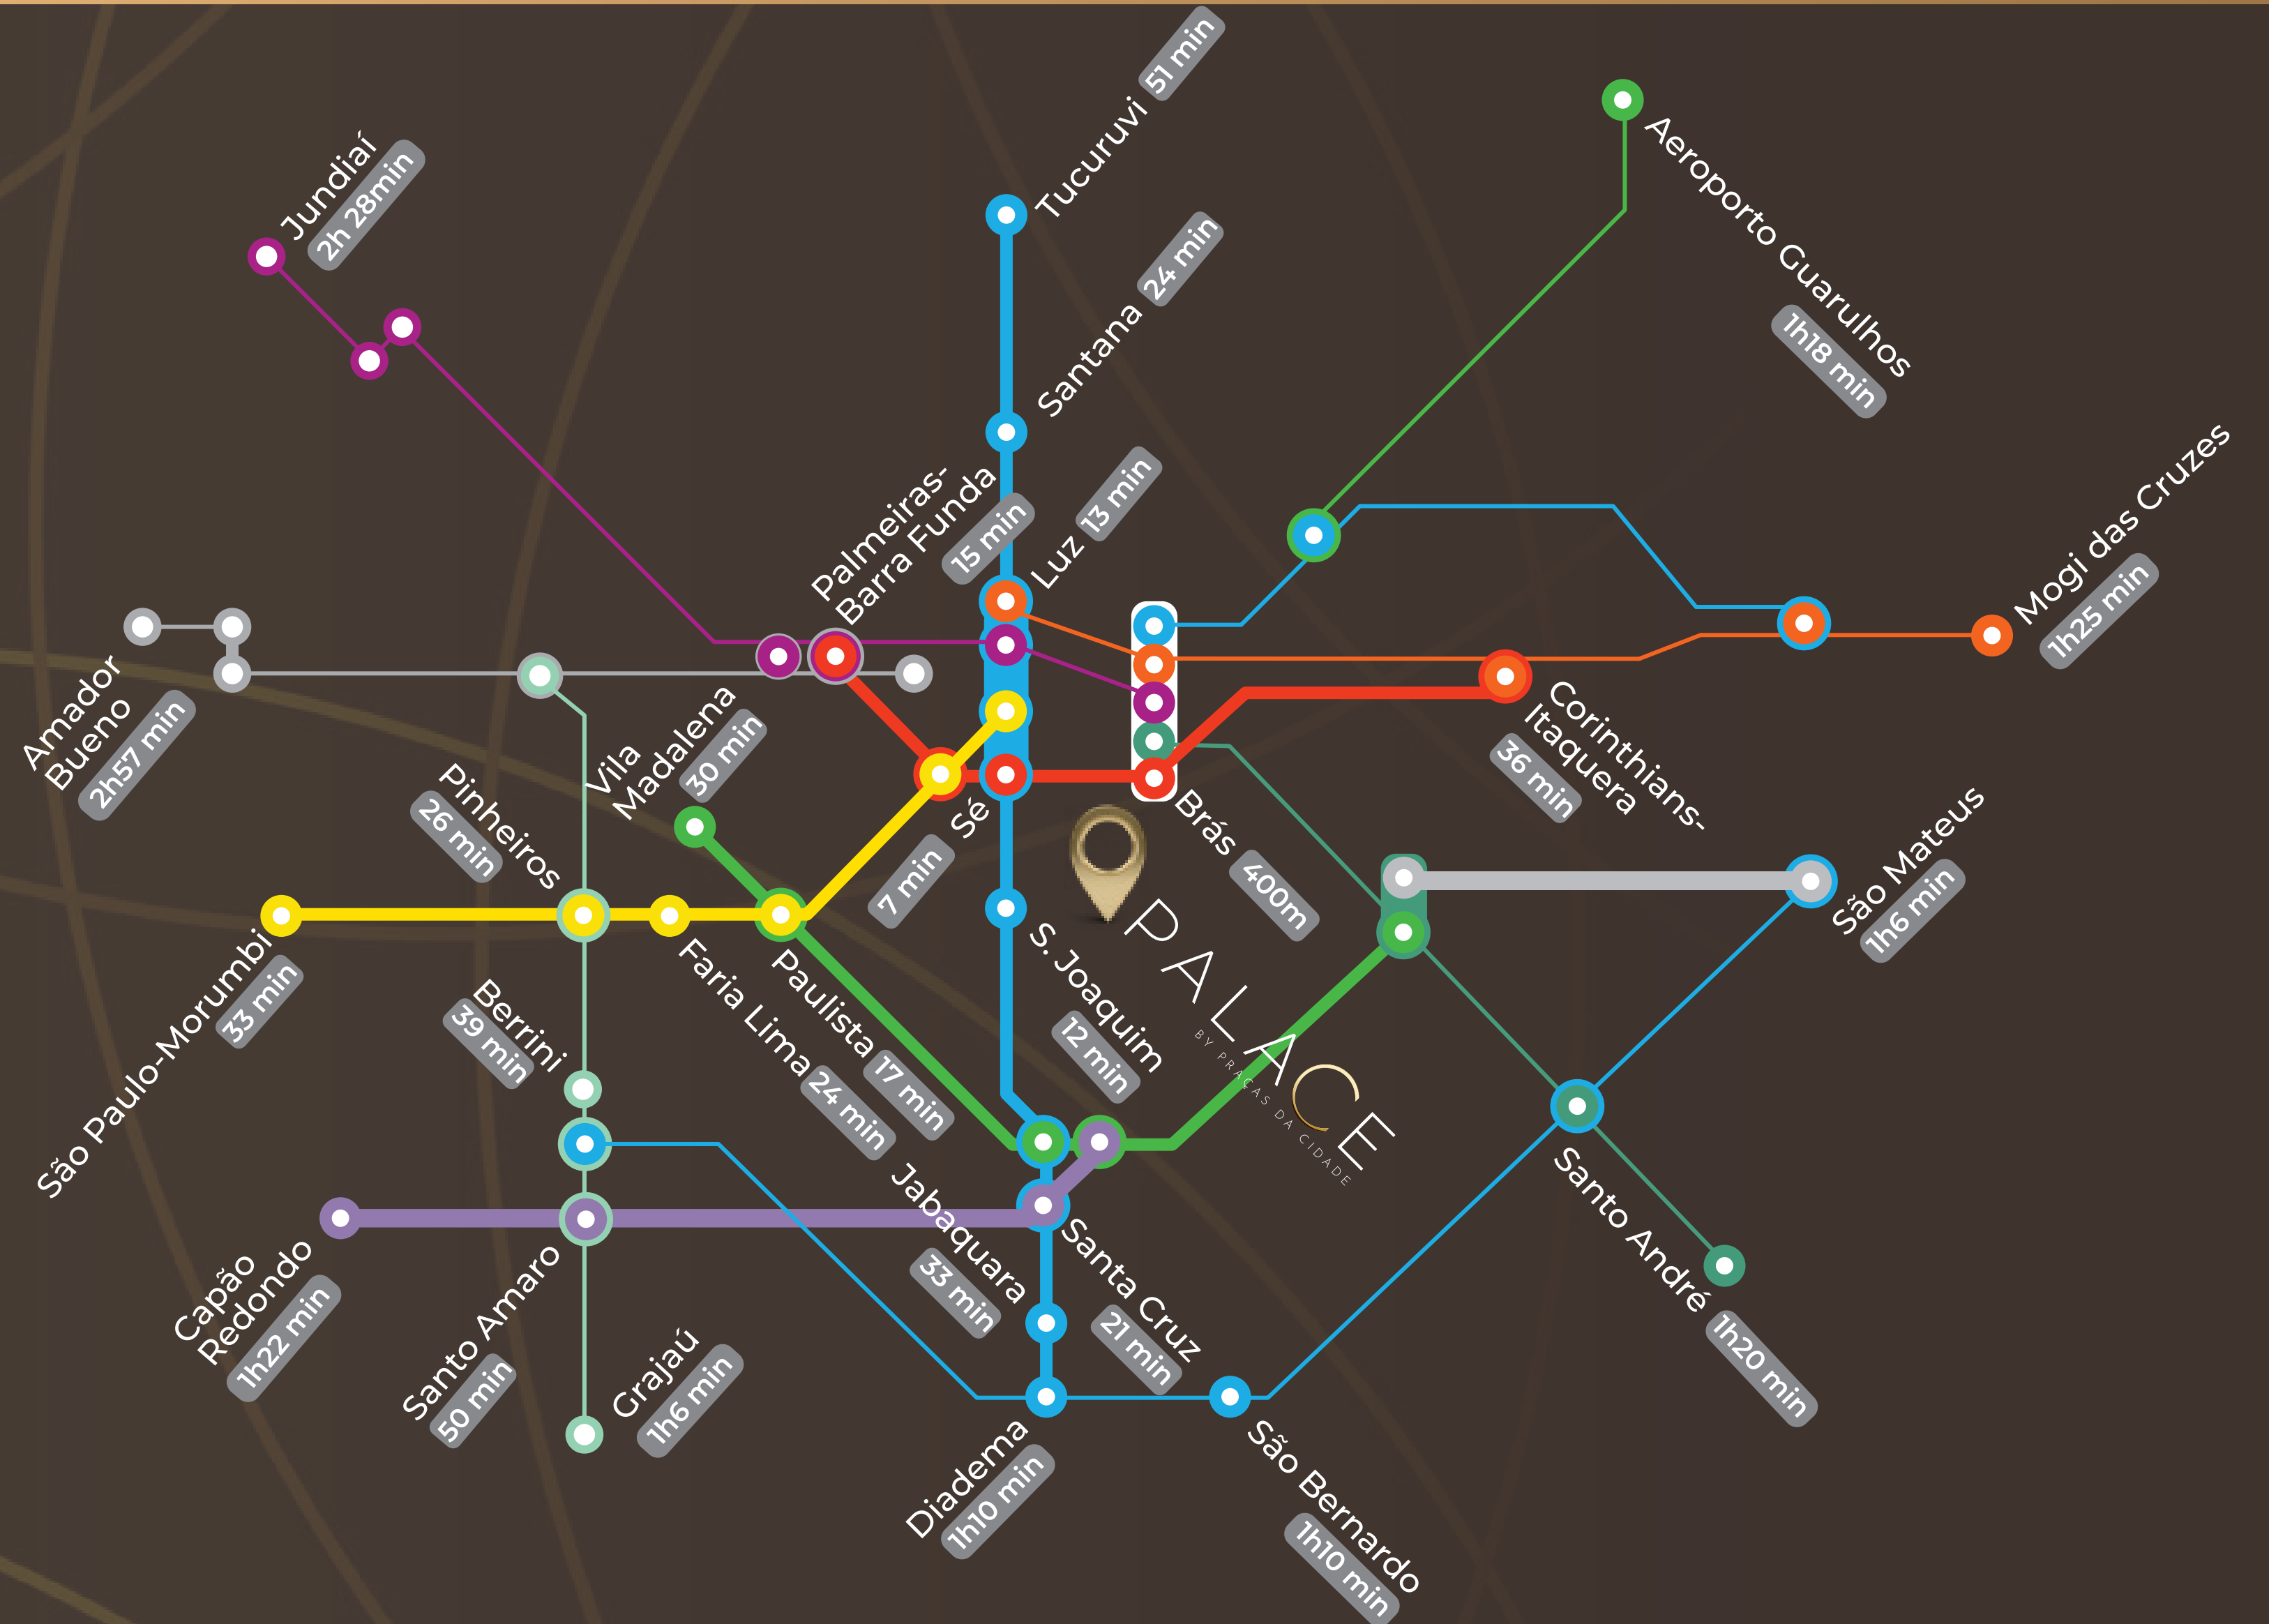 Tucuruvi 51 min
Jundiaí
2h 28min
Santana 24 min
Aeroporto Guarulhos
1h18 min
Palmeiras-
Barra Funda
15 min
Luz 13 min
Mogi das Cruzes
1h25 min
Amador
Bueno
2h57 min
Vila
Madalena
30 min
Pinheiros
26 min
Sé
7 min
Brás 400m
Corinthians-
Itaquera
36 min
São Mateus
1h6 min
São Paulo-Morumbi
33 min
Berrini
39 min
Faria Lima 24 min
Paulista 17 min
S. Joaquim
12 min
PALACE
BY PRAÇAS DA CIDADE
Capão
Redondo
1h22 min
Santo Amaro
50 min
Grajaú
1h6 min
Jabaquara
33 min
Santa Cruz
21 min
Santo André 1h20 min
Diadema
1h10 min
São Bernardo
1h10 min